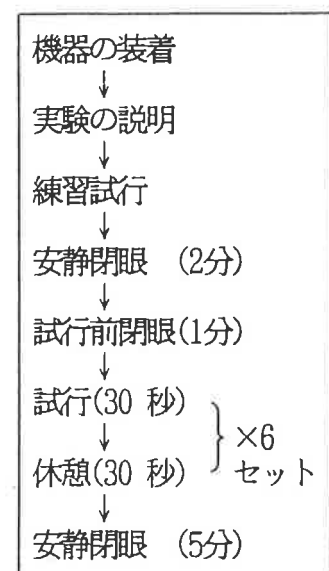 機器の装着
↓
実験の説明
↓
練習試行
↓
安静閉眼 (2分)
↓
試行前閉眼(1分)
↓
試行(30 秒)
↓
休憩(30 秒)
×6
セット
↓
安静閉眼 (5分)